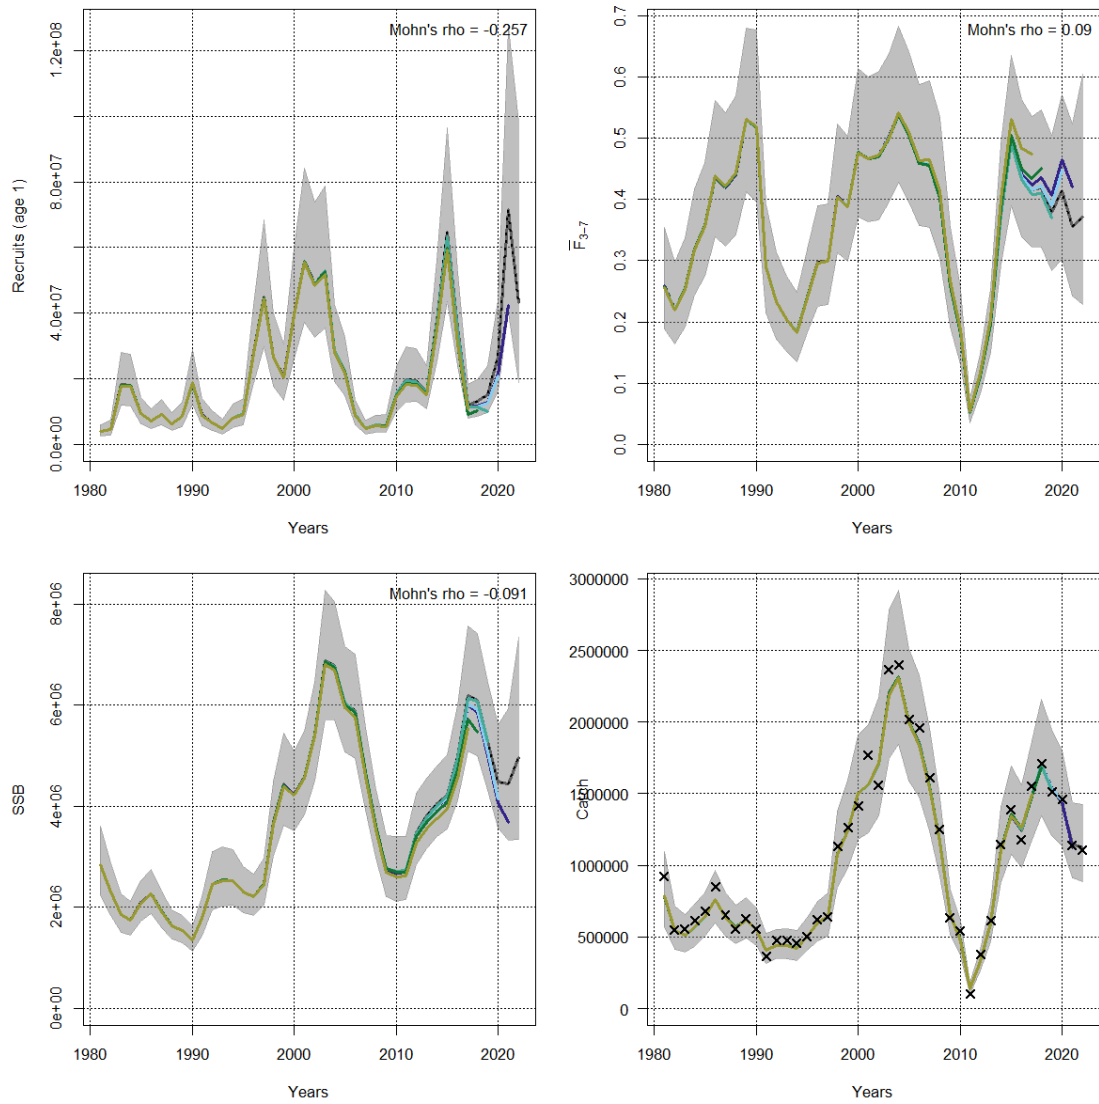 Mohn's rho = -0.257
Recruits (age 1)
0.0e+00 4.0e+07 8.0e+07 1.2e+08
1980 1990 2000 2010 2020
Years
Mohn's rho = 0.09
F̅3−7
0.0 0.1 0.2 0.3 0.4 0.5 0.6 0.7
1980 1990 2000 2010 2020
Years
Mohn's rho = -0.091
SSB
0e+00 2e+06 4e+06 6e+06 8e+06
1980 1990 2000 2010 2020
Years
Catch
3000000
2500000
2000000
1500000
1000000
500000
0
1980 1990 2000 2010 2020
Years